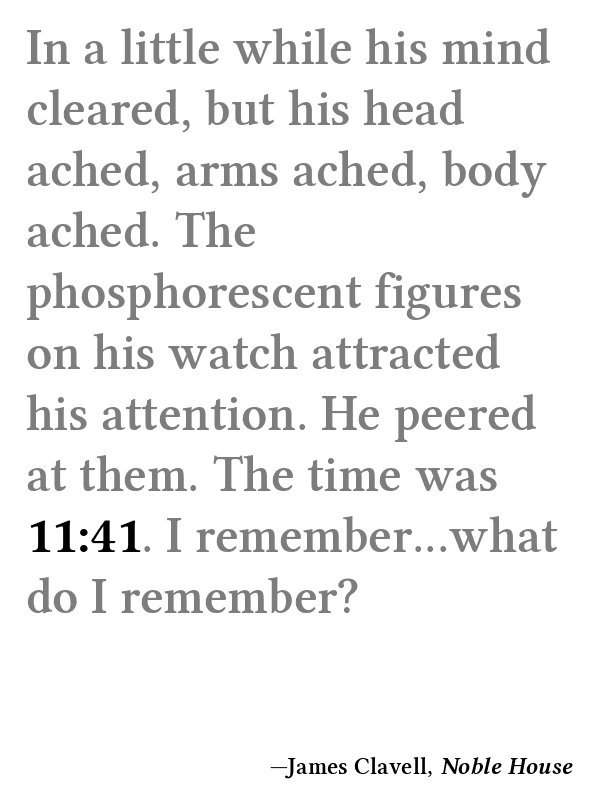 In a little while his mind
cleared, but his head
ached, arms ached, body
ached. The
phosphorescent figures
on his watch attracted
his attention. He peered
at them. The time was
11:41. I remember...what
do I remember?
—James Clavell, Noble House